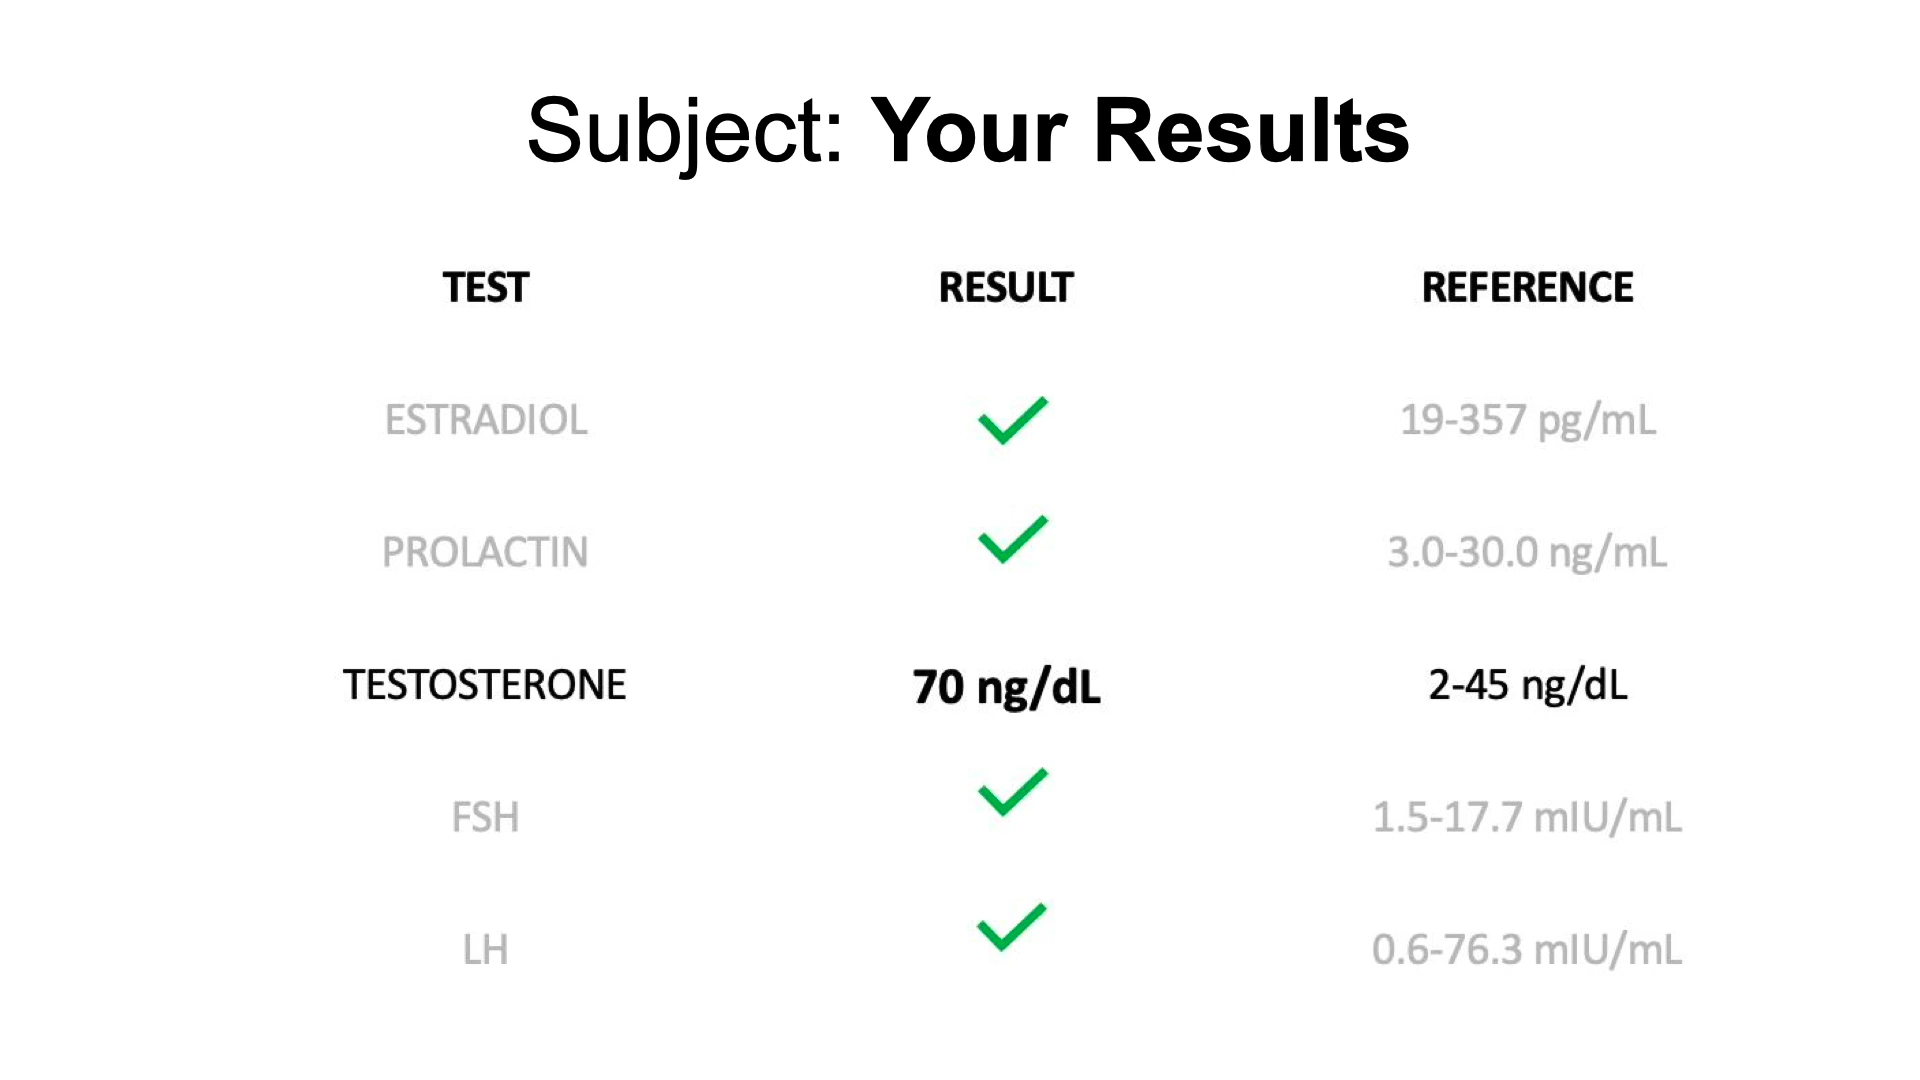 Subject: Your Results
TEST RESULT REFERENCE
ESTRADIOL 19-357 pg/mL
PROLACTIN 3.0-30.0 ng/mL
TESTOSTERONE 70 ng/dL 2-45 ng/dL
FSH 1.5-17.7 mIU/mL
LH 0.6-76.3 mIU/mL